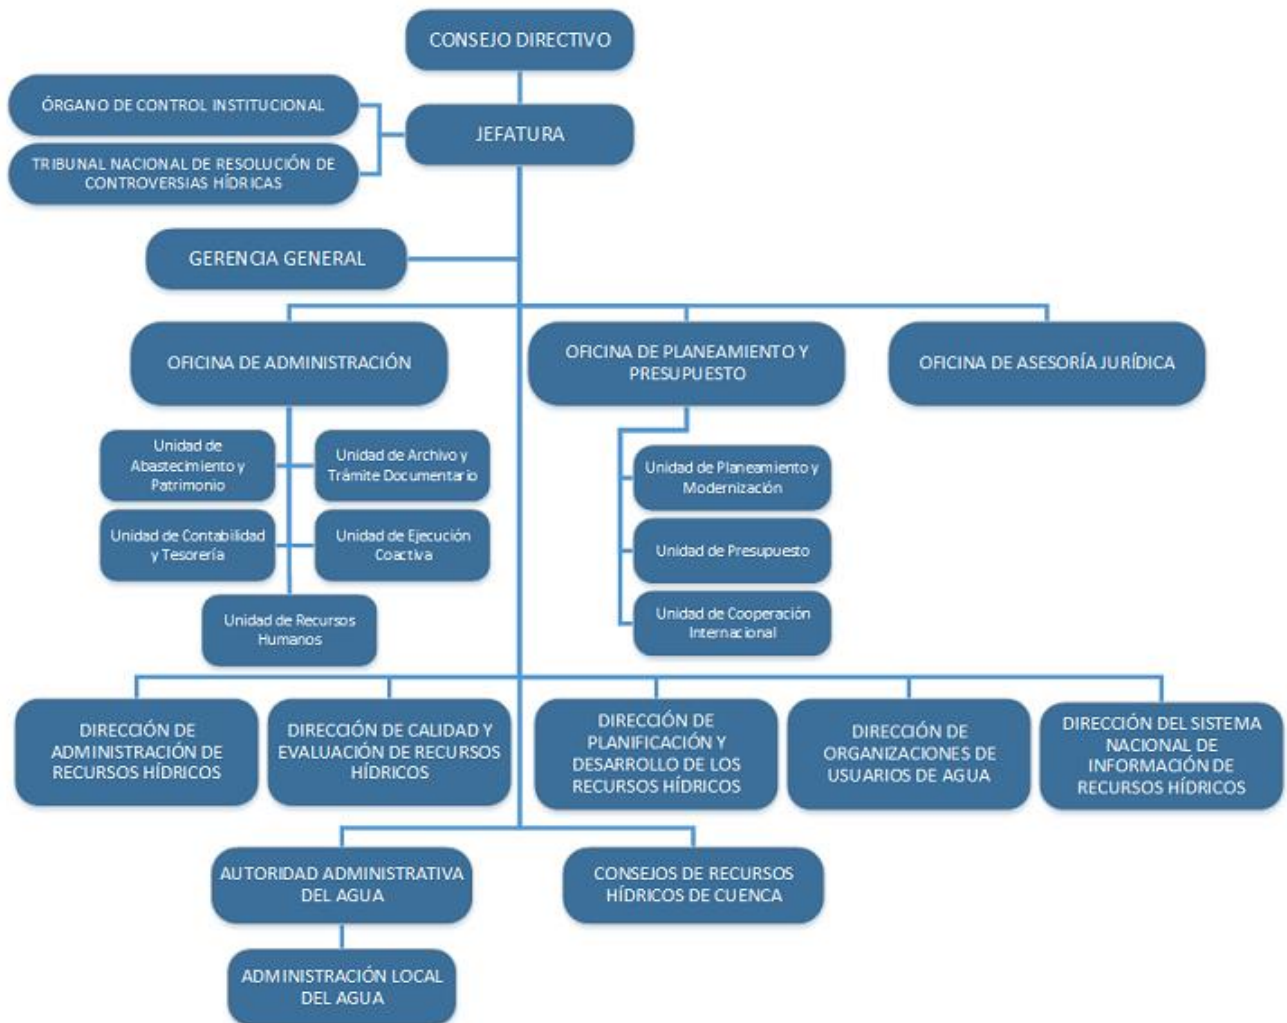 CONSEJO DIRECTIVO
ÓRGANO DE CONTROL INSTITUCIONAL
JEFATURA
TRIBUNAL NACIONAL DE RESOLUCIÓN DE
CONTROVERSIAS HÍDRICAS
GERENCIA GENERAL
OFICINA DE ADMINISTRACIÓN
OFICINA DE PLANEAMIENTO Y
PRESUPUESTO
OFICINA DE ASESORÍA JURÍDICA
Unidad de
Abastecimiento y
Patrimonio
Unidad de Archivo y
Trámite Documentario
Unidad de Contabilidad
y Tesorería
Unidad de Ejecución
Coactiva
Unidad de Recursos
Humanos
Unidad de Planeamiento y
Modernización
Unidad de Presupuesto
Unidad de Cooperación
Internacional
DIRECCIÓN DE
ADMINISTRACIÓN DE
RECURSOS HÍDRICOS
DIRECCIÓN DE CALIDAD Y
EVALUACIÓN DE RECURSOS
HÍDRICOS
DIRECCIÓN DE
PLANIFICACIÓN Y
DESARROLLO DE LOS
RECURSOS HÍDRICOS
DIRECCIÓN DE
ORGANIZACIONES DE
USUARIOS DE AGUA
DIRECCIÓN DEL SISTEMA
NACIONAL DE
INFORMACIÓN DE
RECURSOS HÍDRICOS
AUTORIDAD ADMINISTRATIVA
DEL AGUA
CONSEJOS DE RECURSOS
HÍDRICOS DE CUENCA
ADMINISTRACIÓN LOCAL
DEL AGUA